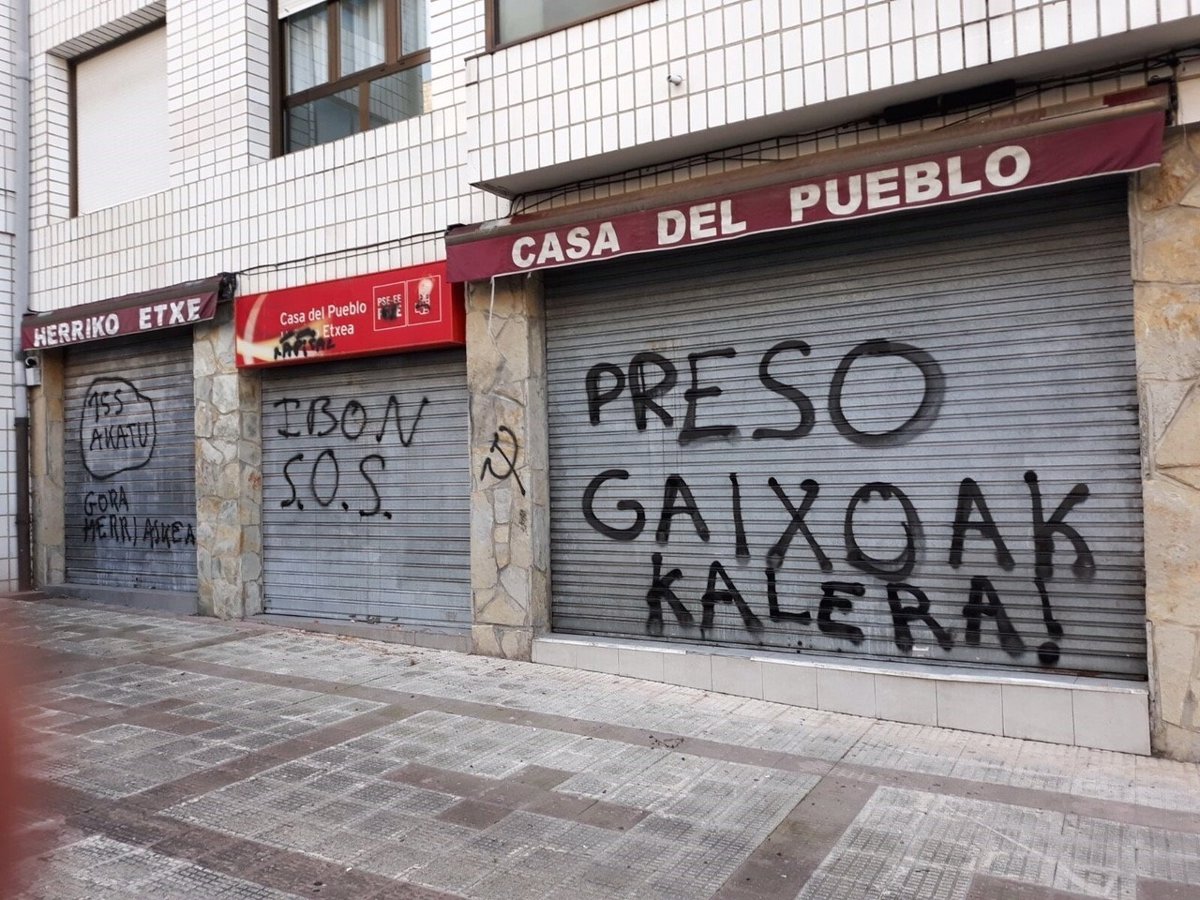 HERRIKO ETXE
155
AKATU
GORA
HERRI ASKEA
Casa del Pueblo
Etxea
PSE-EE
IBON
S.O.S.
CASA DEL PUEBLO
PRESO
GAIXOAK
KALERA!